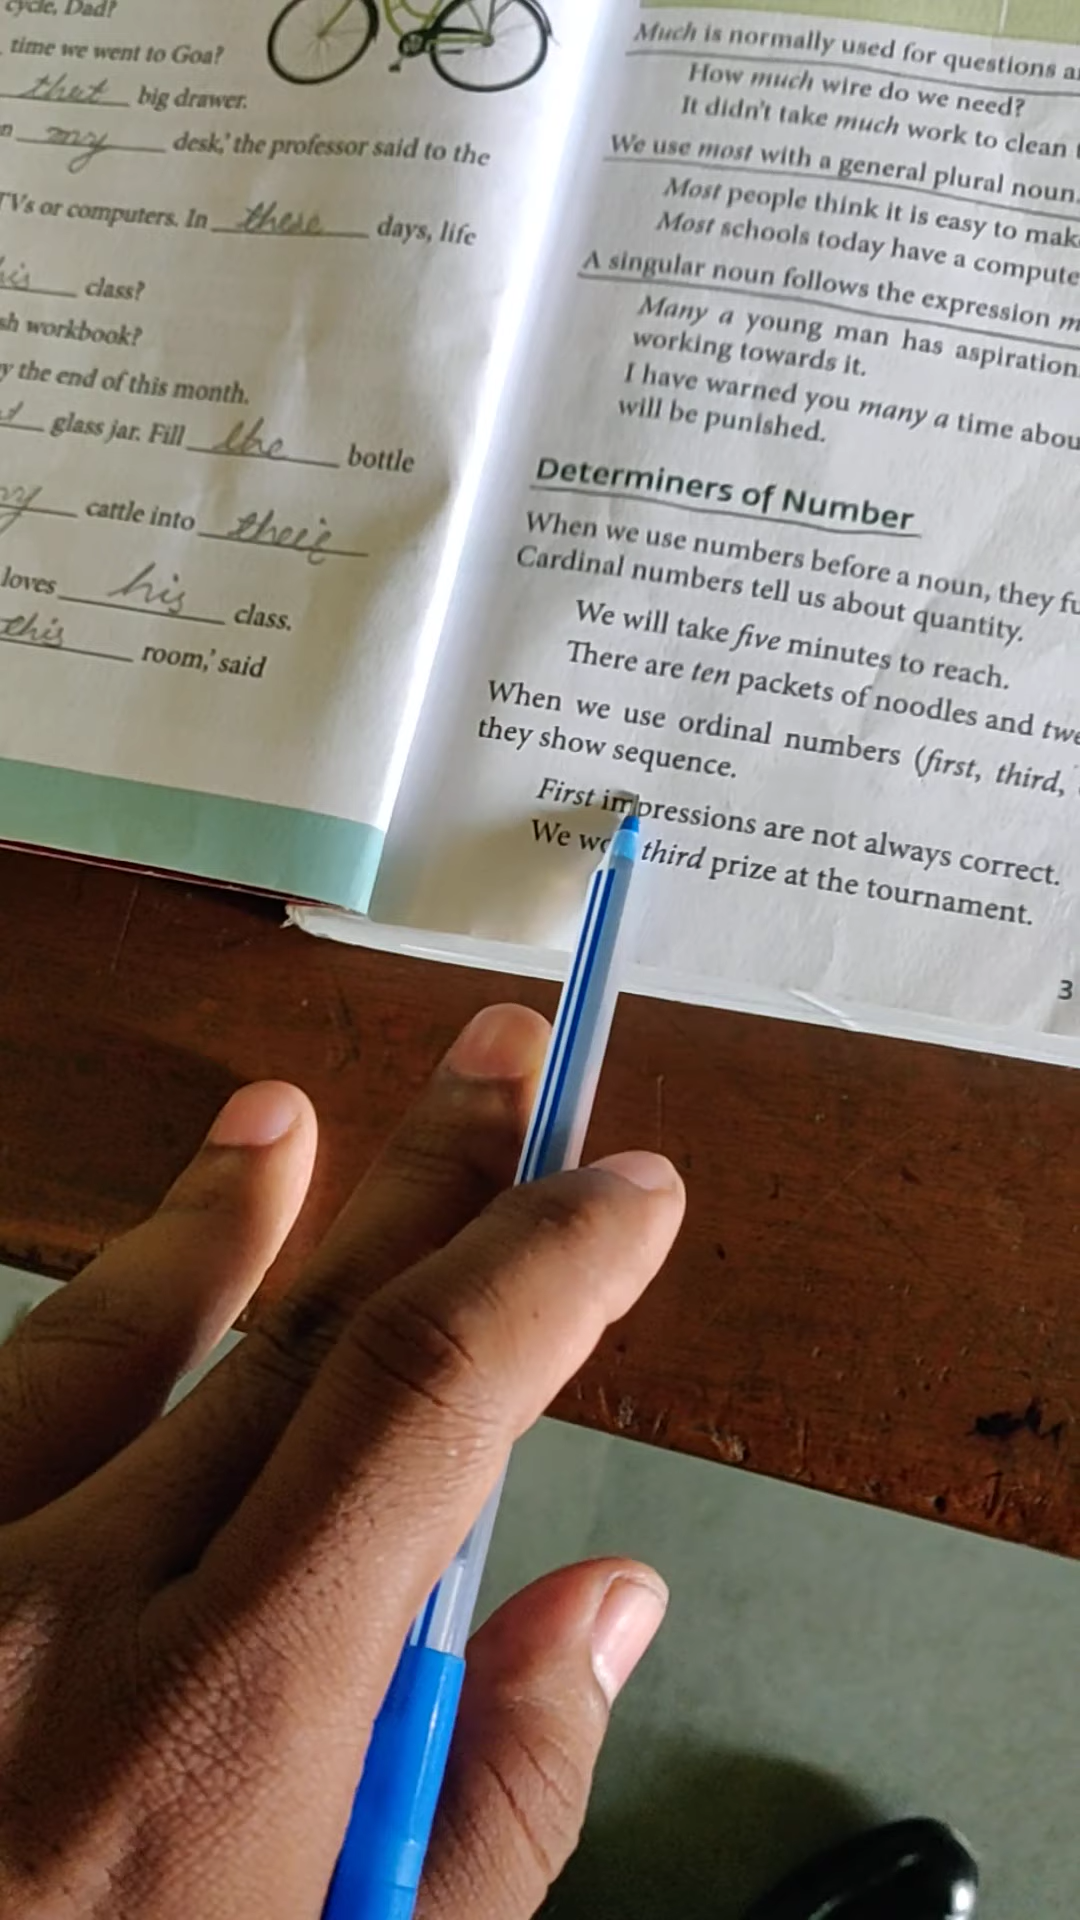 cycle, Dad?
time we went to Goa?
that big drawer.
my desk,' the professor said to the
TVs or computers. In these days, life
class?
workbook?
the end of this month.
glass jar. Fill the bottle
cattle into their
loves his class.
this room,' said
Much is normally used for questions
How much wire do we need?
It didn't take much work to clean
We use most with a general plural noun.
Most people think it is easy to
Most schools today have a
A singular noun follows the expression
Many a young man has
working towards it.
I have warned you many a time
will be punished.
Determiners of Number
When we use numbers before a noun, they
Cardinal numbers tell us about quantity.
We will take five minutes to reach.
There are ten packets of noodles and
When we use ordinal numbers (first, third,
they show sequence.
First impressions are not always correct.
We third prize at the tournament.
3